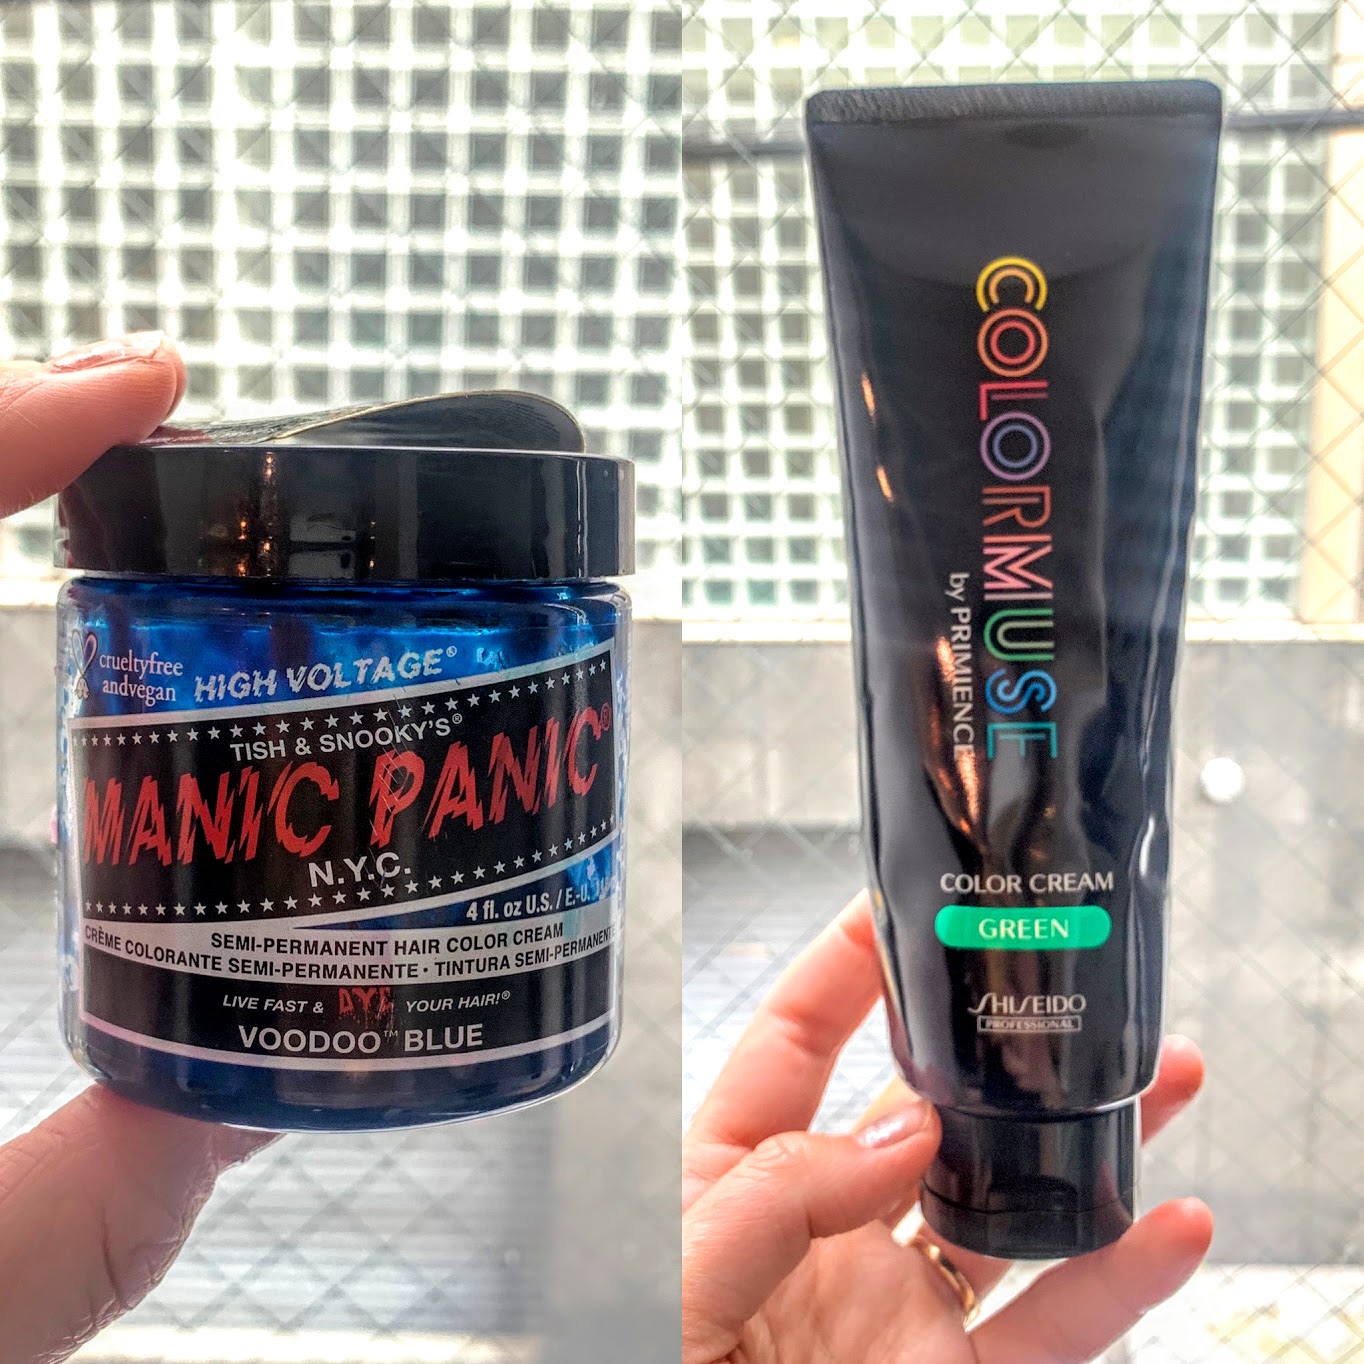 crueltyfree
andvegan
HIGH VOLTAGE®
TISH & SNOOKY'S®
MANIC PANIC®
N.Y.C.
4 fl. oz U.S. / E.-U.
SEMI-PERMANENT HAIR COLOR CREAM
CRÈME COLORANTE SEMI-PERMANENTE • TINTURA SEMI-PERMANENTE
LIVE FAST & DYE YOUR HAIR!®
VOODOO™ BLUE
COLORMUSE
by PRIMIENCE
COLOR CREAM
GREEN
SHISEIDO
PROFESSIONAL